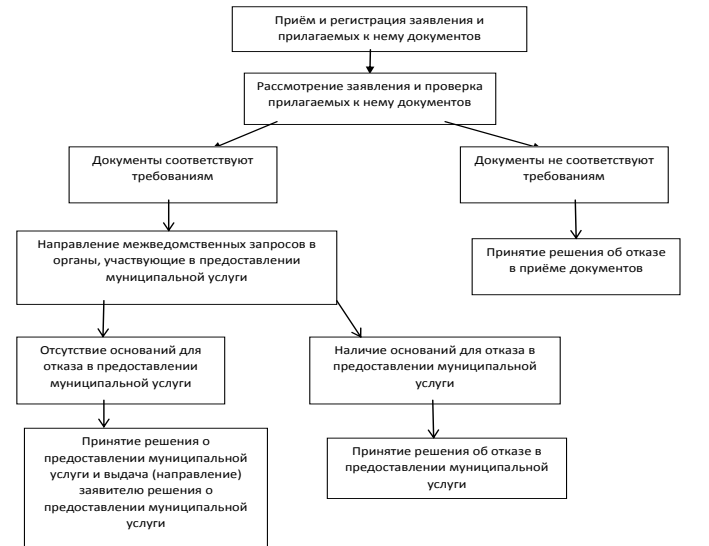 Приём и регистрация заявления и
прилагаемых к нему документов
Рассмотрение заявления и проверка
прилагаемых к нему документов
Документы соответствуют
требованиям
Документы не соответствуют
требованиям
Направление межведомственных запросов в
органы, участвующие в предоставлении
муниципальной услуги
Принятие решения об отказе
в приёме документов
Отсутствие оснований для
отказа в предоставлении
муниципальной услуги
Наличие оснований для отказа в
предоставлении муниципальной
услуги
Принятие решения о
предоставлении муниципальной
услуги и выдача (направление)
заявителю решения о
предоставлении муниципальной
услуги
Принятие решения об отказе в
предоставлении муниципальной
услуги